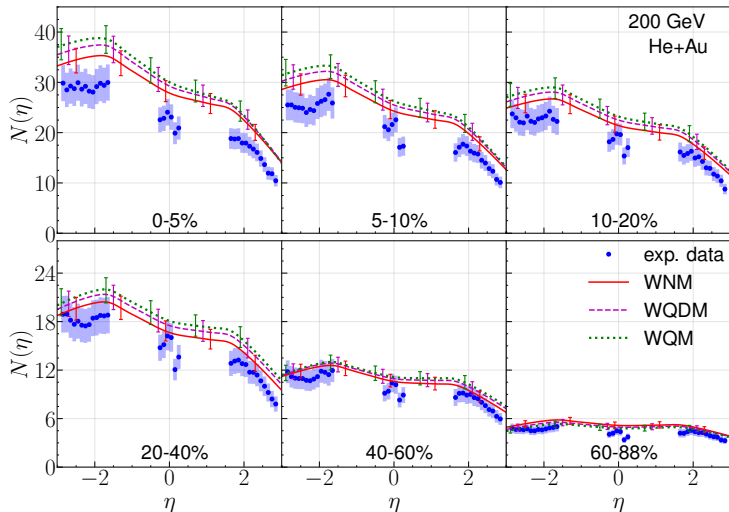 200 GeV
He+Au
N(η)
40
30
20
10
0
0-5%
5-10%
10-20%
exp. data
WNM
WQDM
WQM
N(η)
24
18
12
6
0
20-40%
40-60%
60-88%
−2 0 2
−2 0 2
−2 0 2
η
η
η